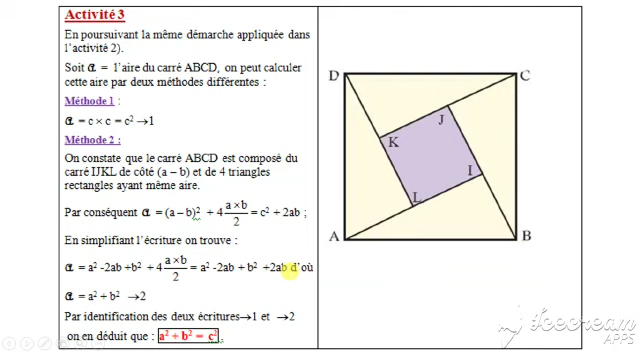 Activité 3
En poursuivant la même démarche appliquée dans
l'activité 2).
Soit 𝓐 = l'aire du carré ABCD, on peut calculer
cette aire par deux méthodes différentes :
Méthode 1 :
𝓐 = c × c = c² →1
Méthode 2 :
On constate que le carré ABCD est composé du
carré IJKL de côté (a – b) et de 4 triangles
rectangles ayant même aire.
Par conséquent 𝓐 = (a – b)² + 4 a×b/2 = c² + 2ab ;
En simplifiant l'écriture on trouve :
𝓐 = a² -2ab +b² + 4 a×b/2 = a² -2ab + b² +2ab d'où
𝓐 = a² + b² →2
Par identification des deux écritures→1 et →2
on en déduit que : a² + b² = c² .
D
C
J
K
I
L
A
B
Icecream
APPS